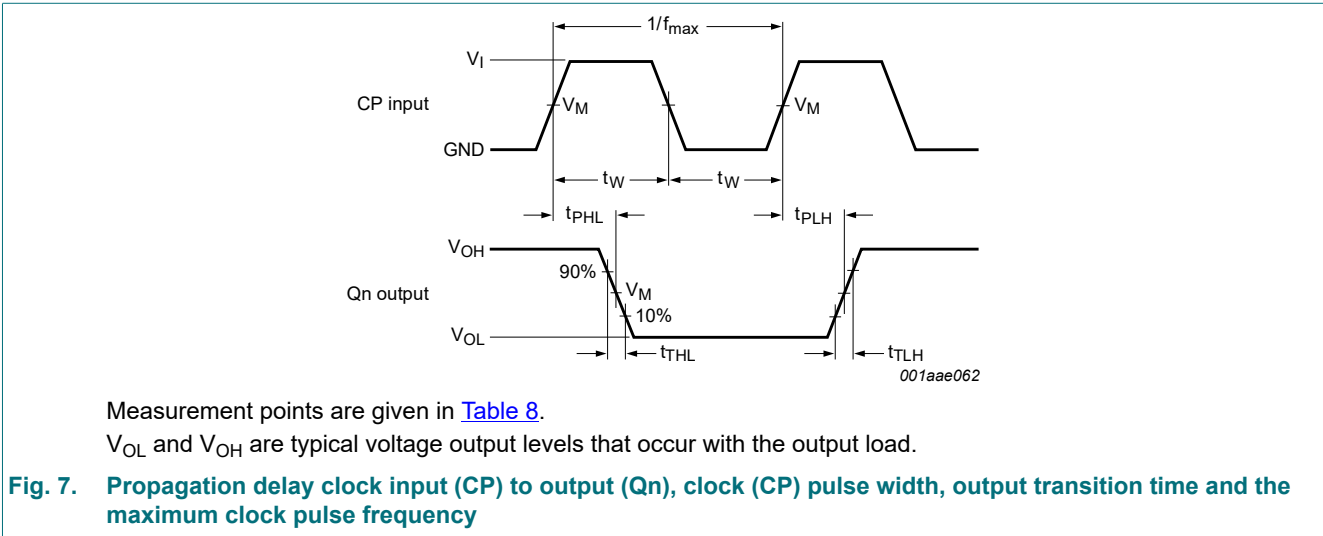 1/fmax
VI
CP input
VM
VM
GND
tW
tW
tPHL
tPLH
VOH
90%
Qn output
VM
10%
VOL
tTHL
tTLH
001aae062
Measurement points are given in Table 8.
VOL and VOH are typical voltage output levels that occur with the output load.
Fig. 7. Propagation delay clock input (CP) to output (Qn), clock (CP) pulse width, output transition time and the
maximum clock pulse frequency